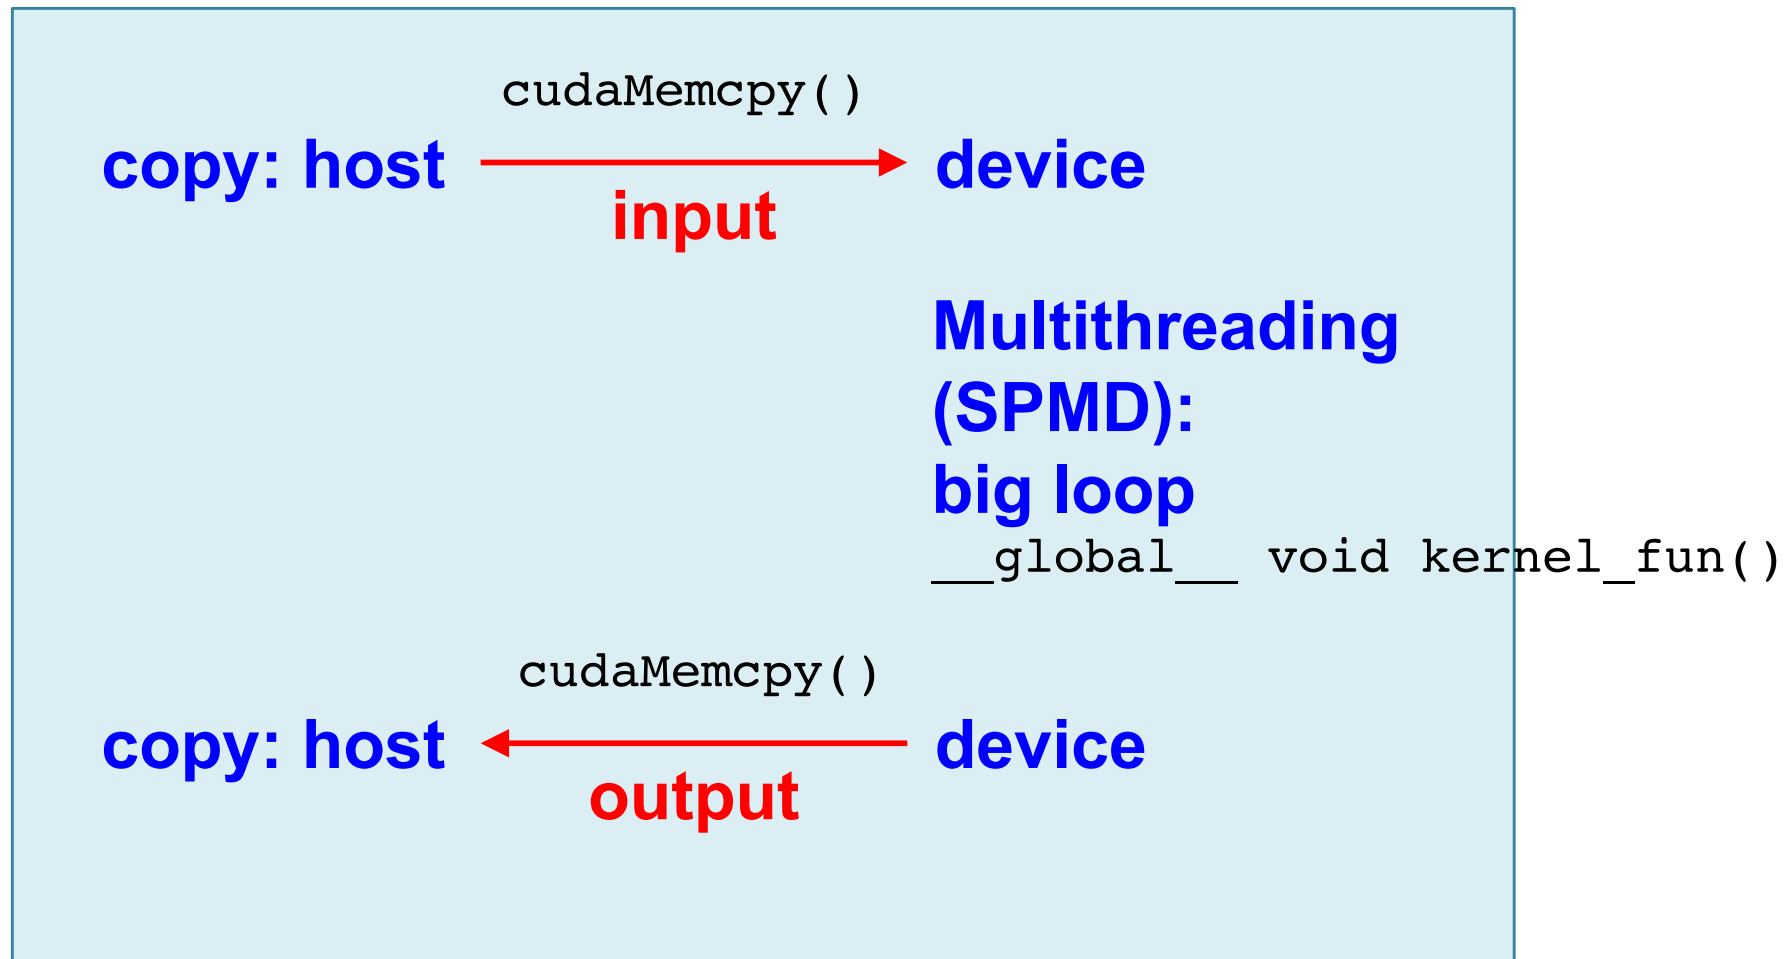 cudaMemcpy()
copy: host device
input
Multithreading
(SPMD):
big loop
__global__ void kernel_fun()
cudaMemcpy()
copy: host device
output